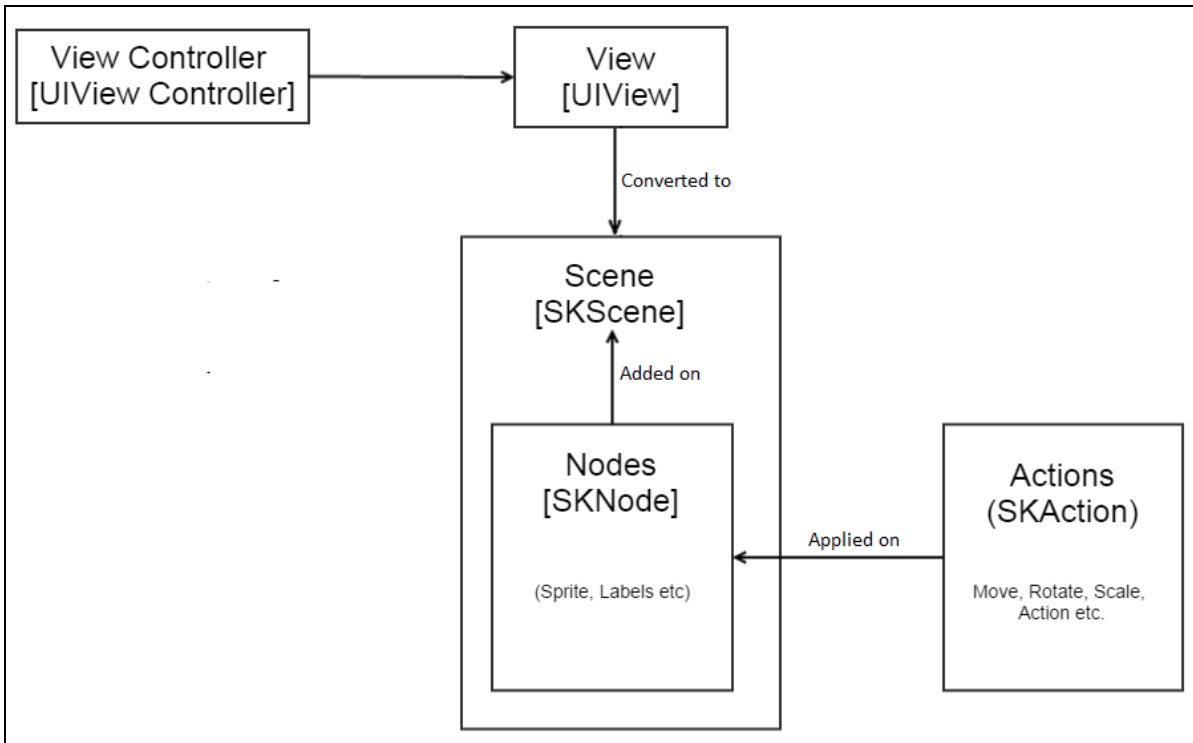 View Controller
[UIView Controller]
View
[UIView]
Converted to
Scene
[SKScene]
Added on
Nodes
[SKNode]
(Sprite, Labels etc)
Applied on
Actions
(SKAction)
Move, Rotate, Scale,
Action etc.